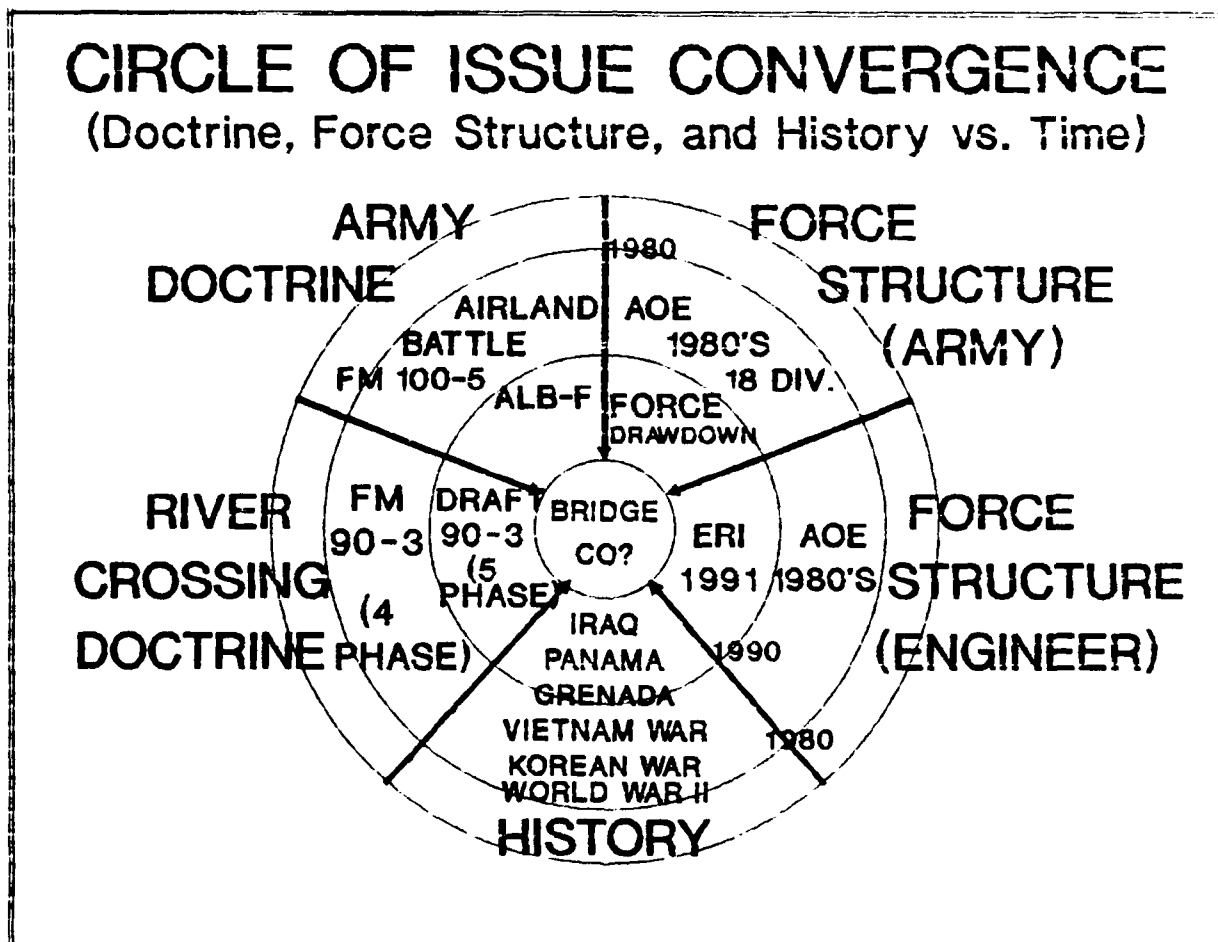 CIRCLE OF ISSUE CONVERGENCE
(Doctrine, Force Structure, and History vs. Time)
ARMY
DOCTRINE
FORCE
STRUCTURE
(ARMY)
1980
AIRLAND
BATTLE
FM 100-5
AOE
1980'S
18 DIV.
ALB-F
FORCE
DRAWDOWN
RIVER
CROSSING
DOCTRINE
FM
90-3
(4
PHASE)
DRAFT
90-3
(5
PHASE)
BRIDGE
CO?
ERI
1991
AOE
1980'S
FORCE
STRUCTURE
(ENGINEER)
1990
1980
IRAQ
PANAMA
GRENADA
VIETNAM WAR
KOREAN WAR
WORLD WAR II
HISTORY